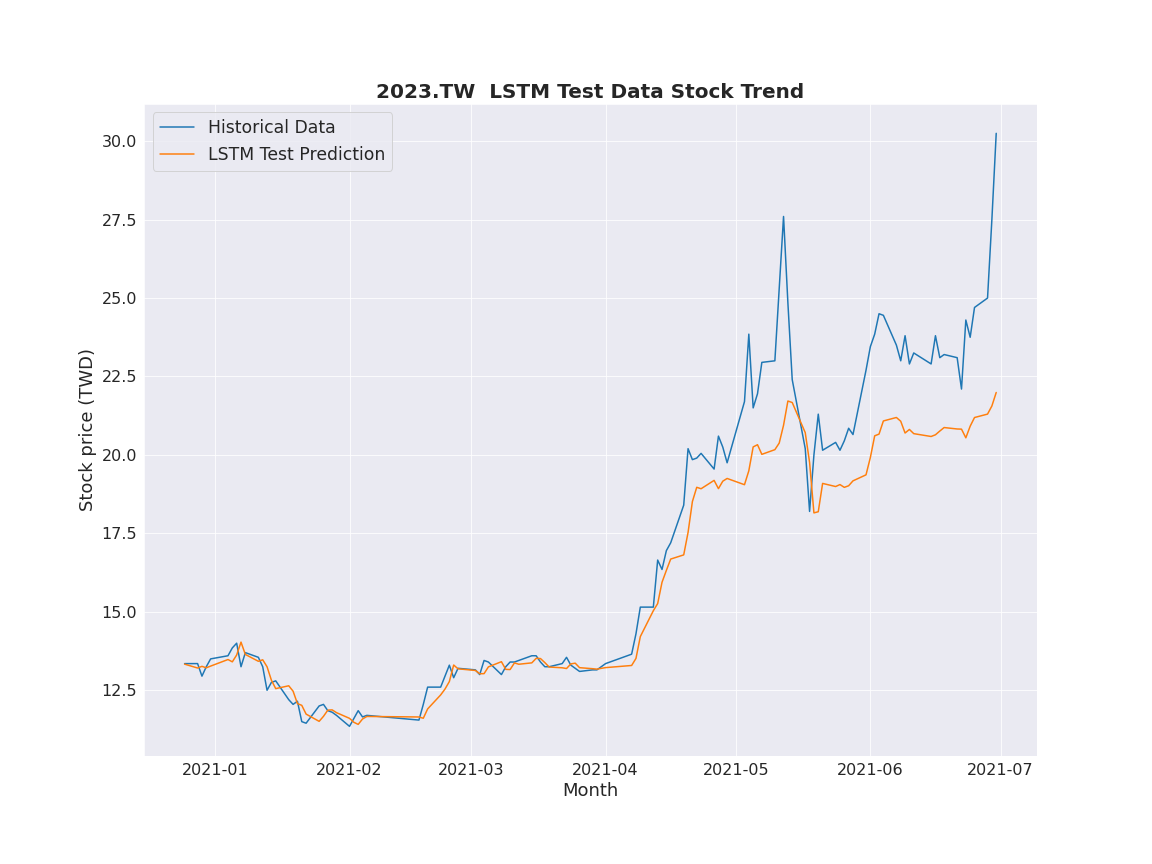 2023.TW  LSTM Test Data Stock Trend
Historical Data
LSTM Test Prediction
30.0
27.5
25.0
22.5
20.0
17.5
15.0
12.5
Stock price (TWD)
2021-01 2021-02 2021-03 2021-04 2021-05 2021-06 2021-07
Month